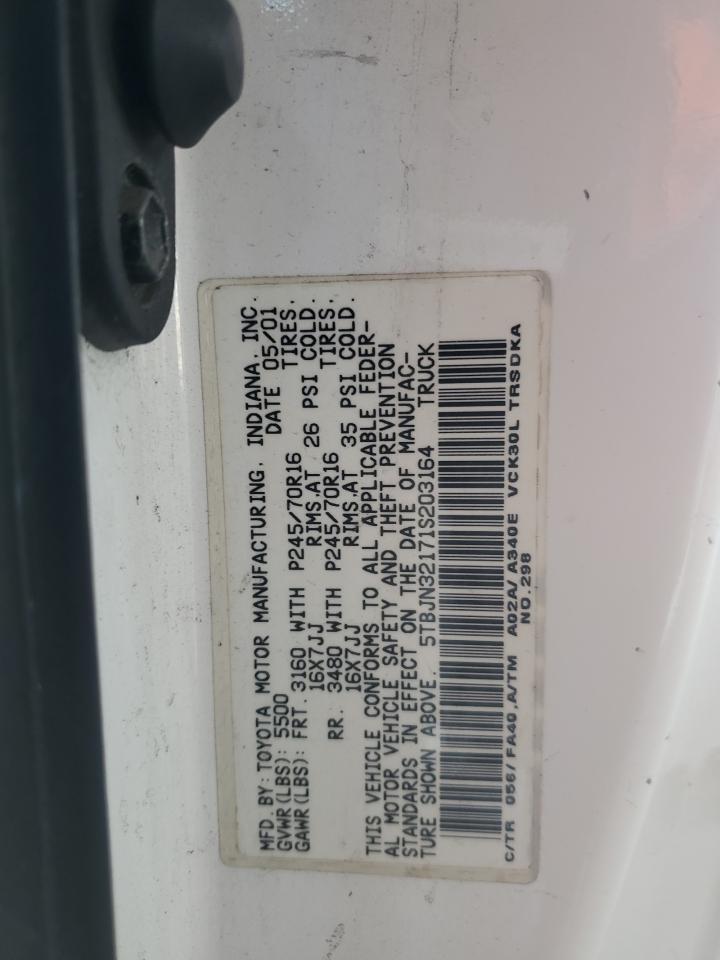 MFD. BY: TOYOTA MOTOR MANUFACTURING, INDIANA, INC.
GVWR (LBS): 5500 DATE 05/01
GAWR (LBS): FRT. 3160 WITH P245/70R16 TIRES,
16X7JJ RIMS, AT 26 PSI COLD.
RR. 3480 WITH P245/70R16 TIRES,
16X7JJ RIMS, AT 35 PSI COLD.
THIS VEHICLE CONFORMS TO ALL APPLICABLE FEDER-
AL MOTOR VEHICLE SAFETY AND THEFT PREVENTION
STANDARDS IN EFFECT ON THE DATE OF MANUFAC-
TURE SHOWN ABOVE. 5TBJN32171S203164 TRUCK
C/TR 056/ FA40, A/TM A02A/ A340E VCK30L TRSDKA
NO.298